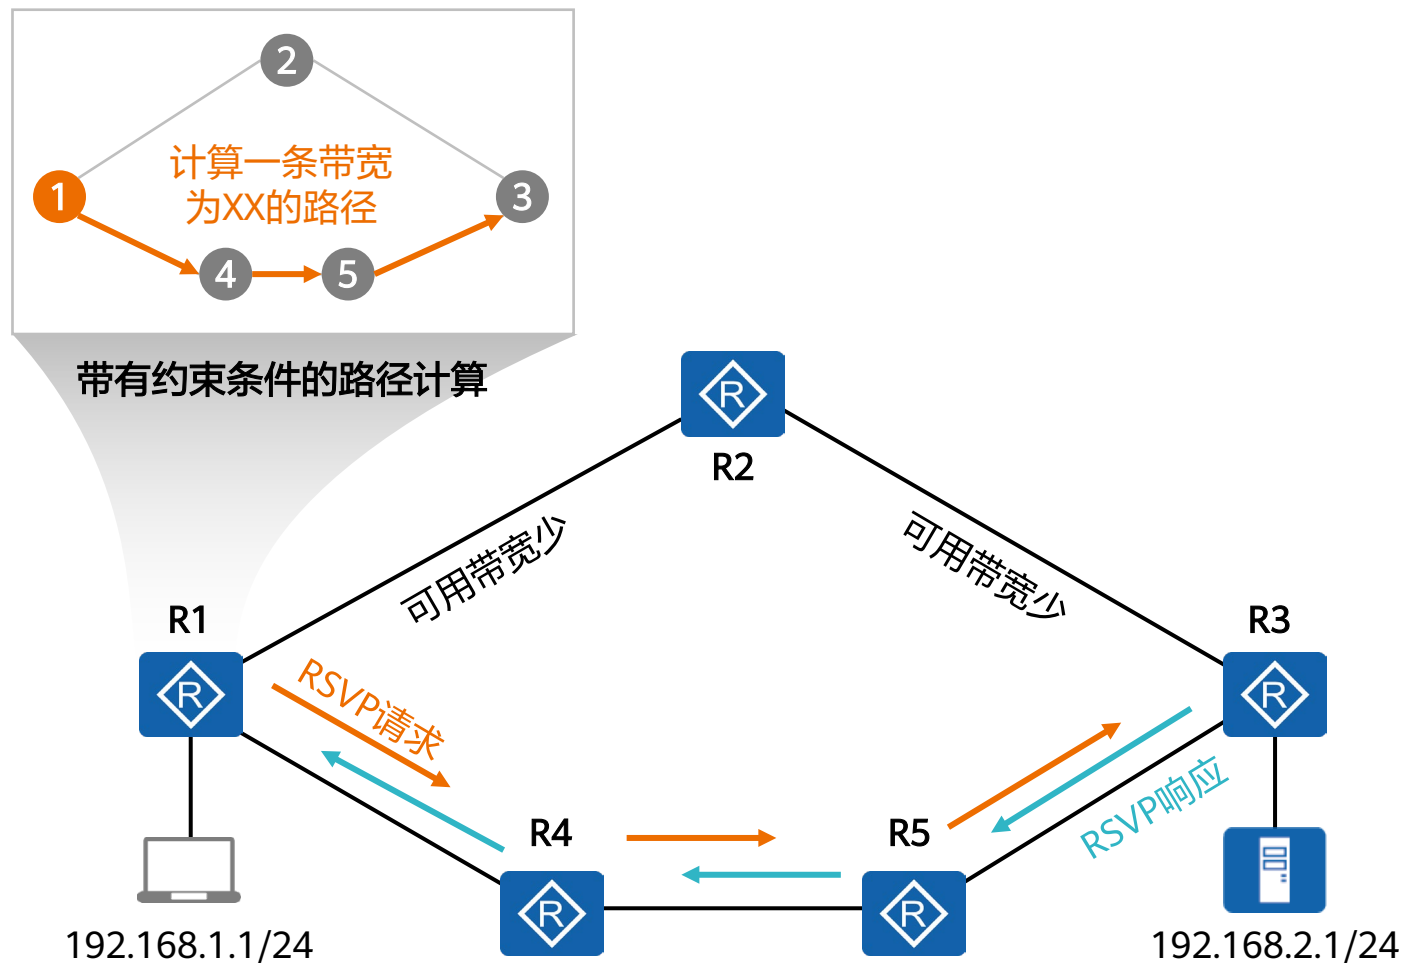 2
计算一条带宽
为XX的路径
1
3
4
5
带有约束条件的路径计算
R
R2
可用带宽少
可用带宽少
R1
R3
R
RSVP请求
R
RSVP响应
R4
R5
R
R
192.168.1.1/24
192.168.2.1/24